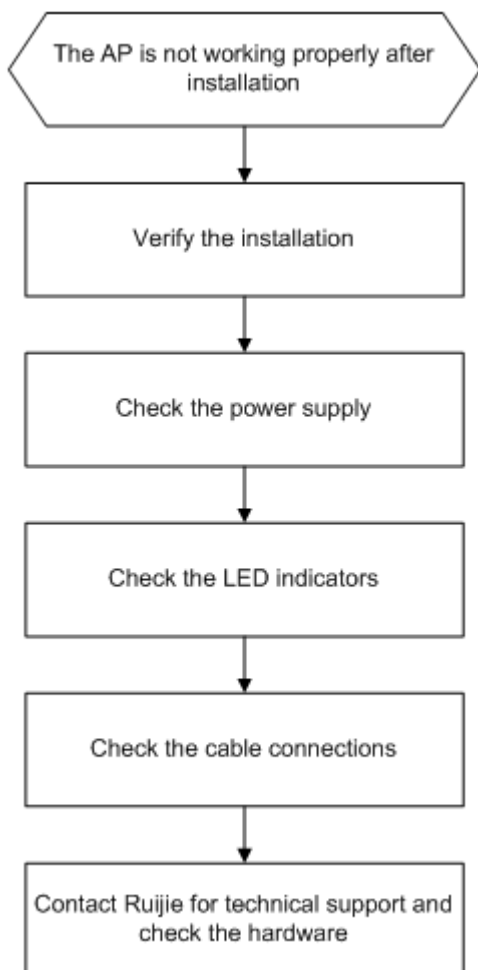 The AP is not working properly after
installation
Verify the installation
Check the power supply
Check the LED indicators
Check the cable connections
Contact Ruijie for technical support and
check the hardware